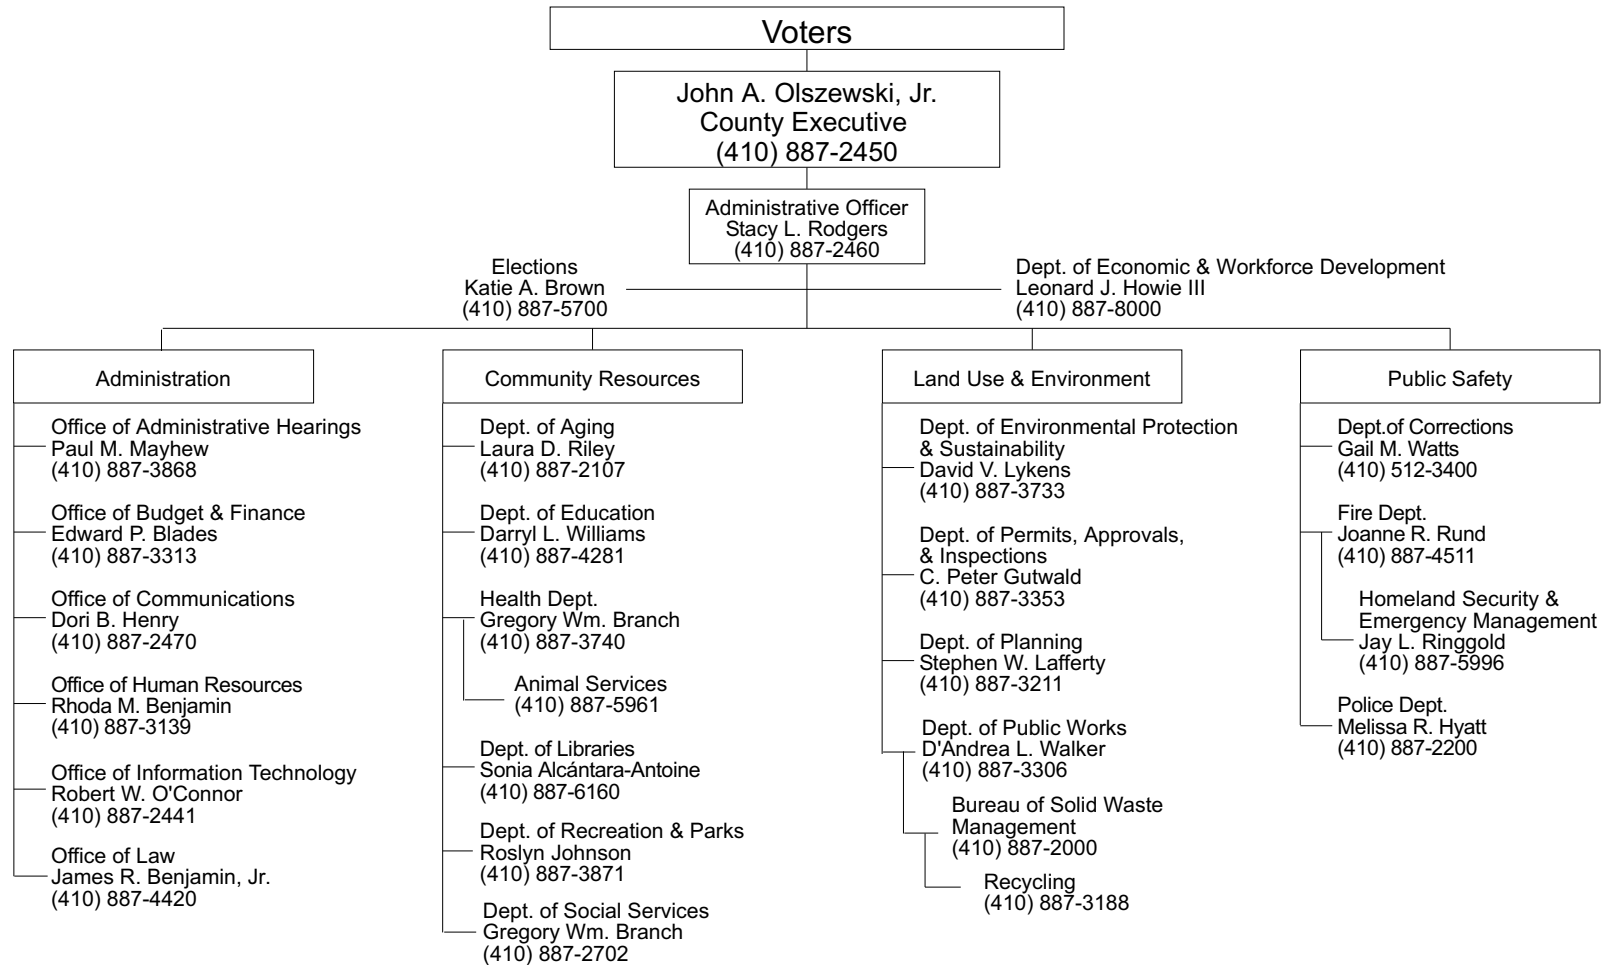 Voters
John A. Olszewski, Jr.
County Executive
(410) 887-2450
Administrative Officer
Stacy L. Rodgers
(410) 887-2460
Elections
Katie A. Brown
(410) 887-5700
Dept. of Economic & Workforce Development
Leonard J. Howie III
(410) 887-8000
Administration
Office of Administrative Hearings
Paul M. Mayhew
(410) 887-3868
Office of Budget & Finance
Edward P. Blades
(410) 887-3313
Office of Communications
Dori B. Henry
(410) 887-2470
Office of Human Resources
Rhoda M. Benjamin
(410) 887-3139
Office of Information Technology
Robert W. O'Connor
(410) 887-2441
Office of Law
James R. Benjamin, Jr.
(410) 887-4420
Community Resources
Dept. of Aging
Laura D. Riley
(410) 887-2107
Dept. of Education
Darryl L. Williams
(410) 887-4281
Health Dept.
Gregory Wm. Branch
(410) 887-3740
Animal Services
(410) 887-5961
Dept. of Libraries
Sonia Alcántara-Antoine
(410) 887-6160
Dept. of Recreation & Parks
Roslyn Johnson
(410) 887-3871
Dept. of Social Services
Gregory Wm. Branch
(410) 887-2702
Land Use & Environment
Dept. of Environmental Protection
& Sustainability
David V. Lykens
(410) 887-3733
Dept. of Permits, Approvals,
& Inspections
C. Peter Gutwald
(410) 887-3353
Dept. of Planning
Stephen W. Lafferty
(410) 887-3211
Dept. of Public Works
D'Andrea L. Walker
(410) 887-3306
Bureau of Solid Waste
Management
(410) 887-2000
Recycling
(410) 887-3188
Public Safety
Dept.of Corrections
Gail M. Watts
(410) 512-3400
Fire Dept.
Joanne R. Rund
(410) 887-4511
Homeland Security &
Emergency Management
Jay L. Ringgold
(410) 887-5996
Police Dept.
Melissa R. Hyatt
(410) 887-2200